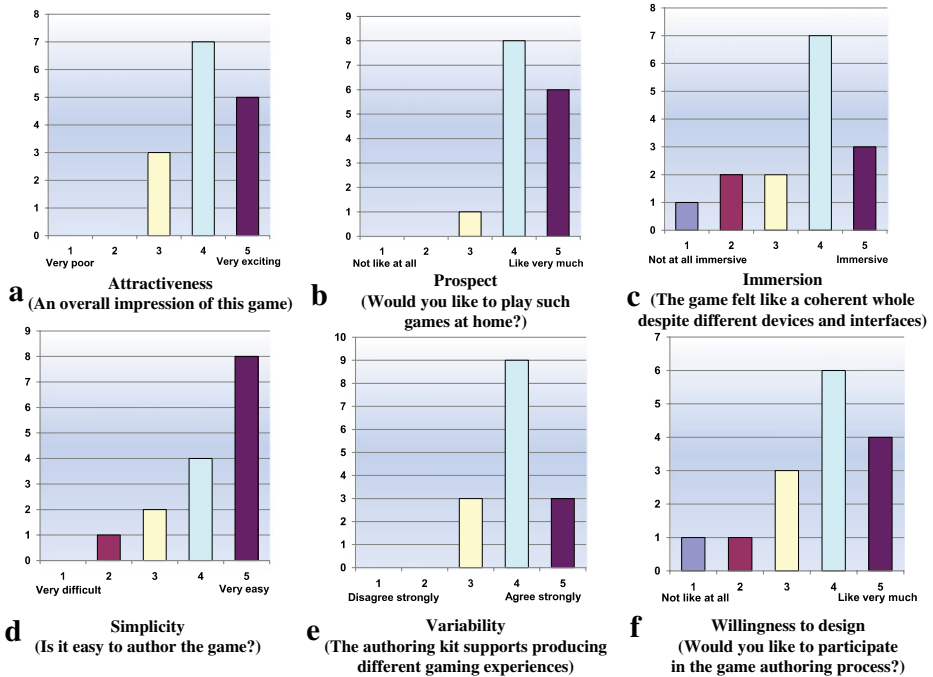 8
7
6
5
4
3
2
1
0
1 2 3 4 5
Very poor Very exciting
a Attractiveness
(An overall impression of this game)
9
8
7
6
5
4
3
2
1
0
1 2 3 4 5
Not like at all Like very much
b Prospect
(Would you like to play such
games at home?)
8
7
6
5
4
3
2
1
0
1 2 3 4 5
Not at all immersive Immersive
c Immersion
(The game felt like a coherent whole
despite different devices and interfaces)
9
8
7
6
5
4
3
2
1
0
1 2 3 4 5
Very difficult Very easy
d Simplicity
(Is it easy to author the game?)
10
9
8
7
6
5
4
3
2
1
0
1 2 3 4 5
Disagree strongly Agree strongly
e Variability
(The authoring kit supports producing
different gaming experiences)
7
6
5
4
3
2
1
0
1 2 3 4 5
Not like at all Like very much
f Willingness to design
(Would you like to participate
in the game authoring process?)